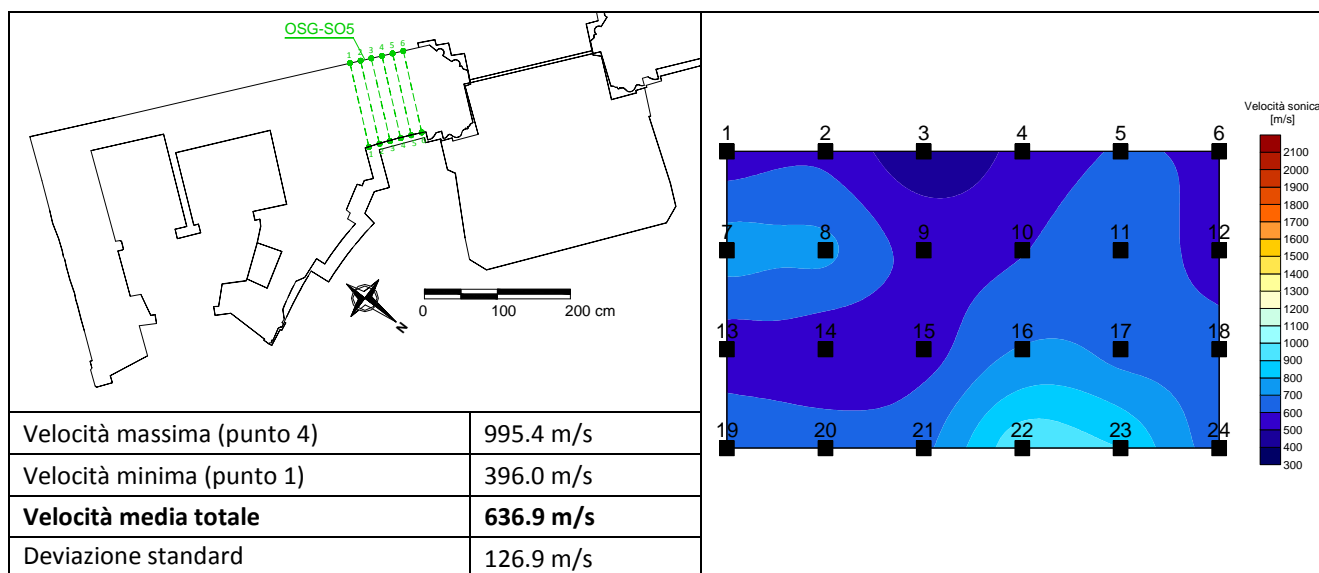 OSG-SO5
1 2 3 4 5 6
1 3 4 5
N
0 100 200 cm
Velocità massima (punto 4) 995.4 m/s
Velocità minima (punto 1) 396.0 m/s
Velocità media totale 636.9 m/s
Deviazione standard 126.9 m/s
1 2 3 4 5 6
7 8 9 10 11 12
13 14 15 16 17 18
19 20 21 22 23 24
Velocità sonica
[m/s]
2100
2000
1900
1800
1700
1600
1500
1400
1300
1200
1100
1000
900
800
700
600
500
400
300